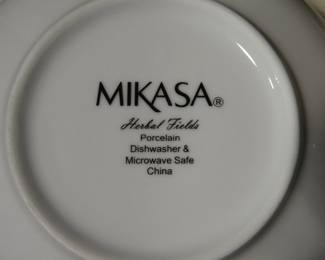 MIKASA®
Herbal Fields
Porcelain
Dishwasher &
Microwave Safe
China